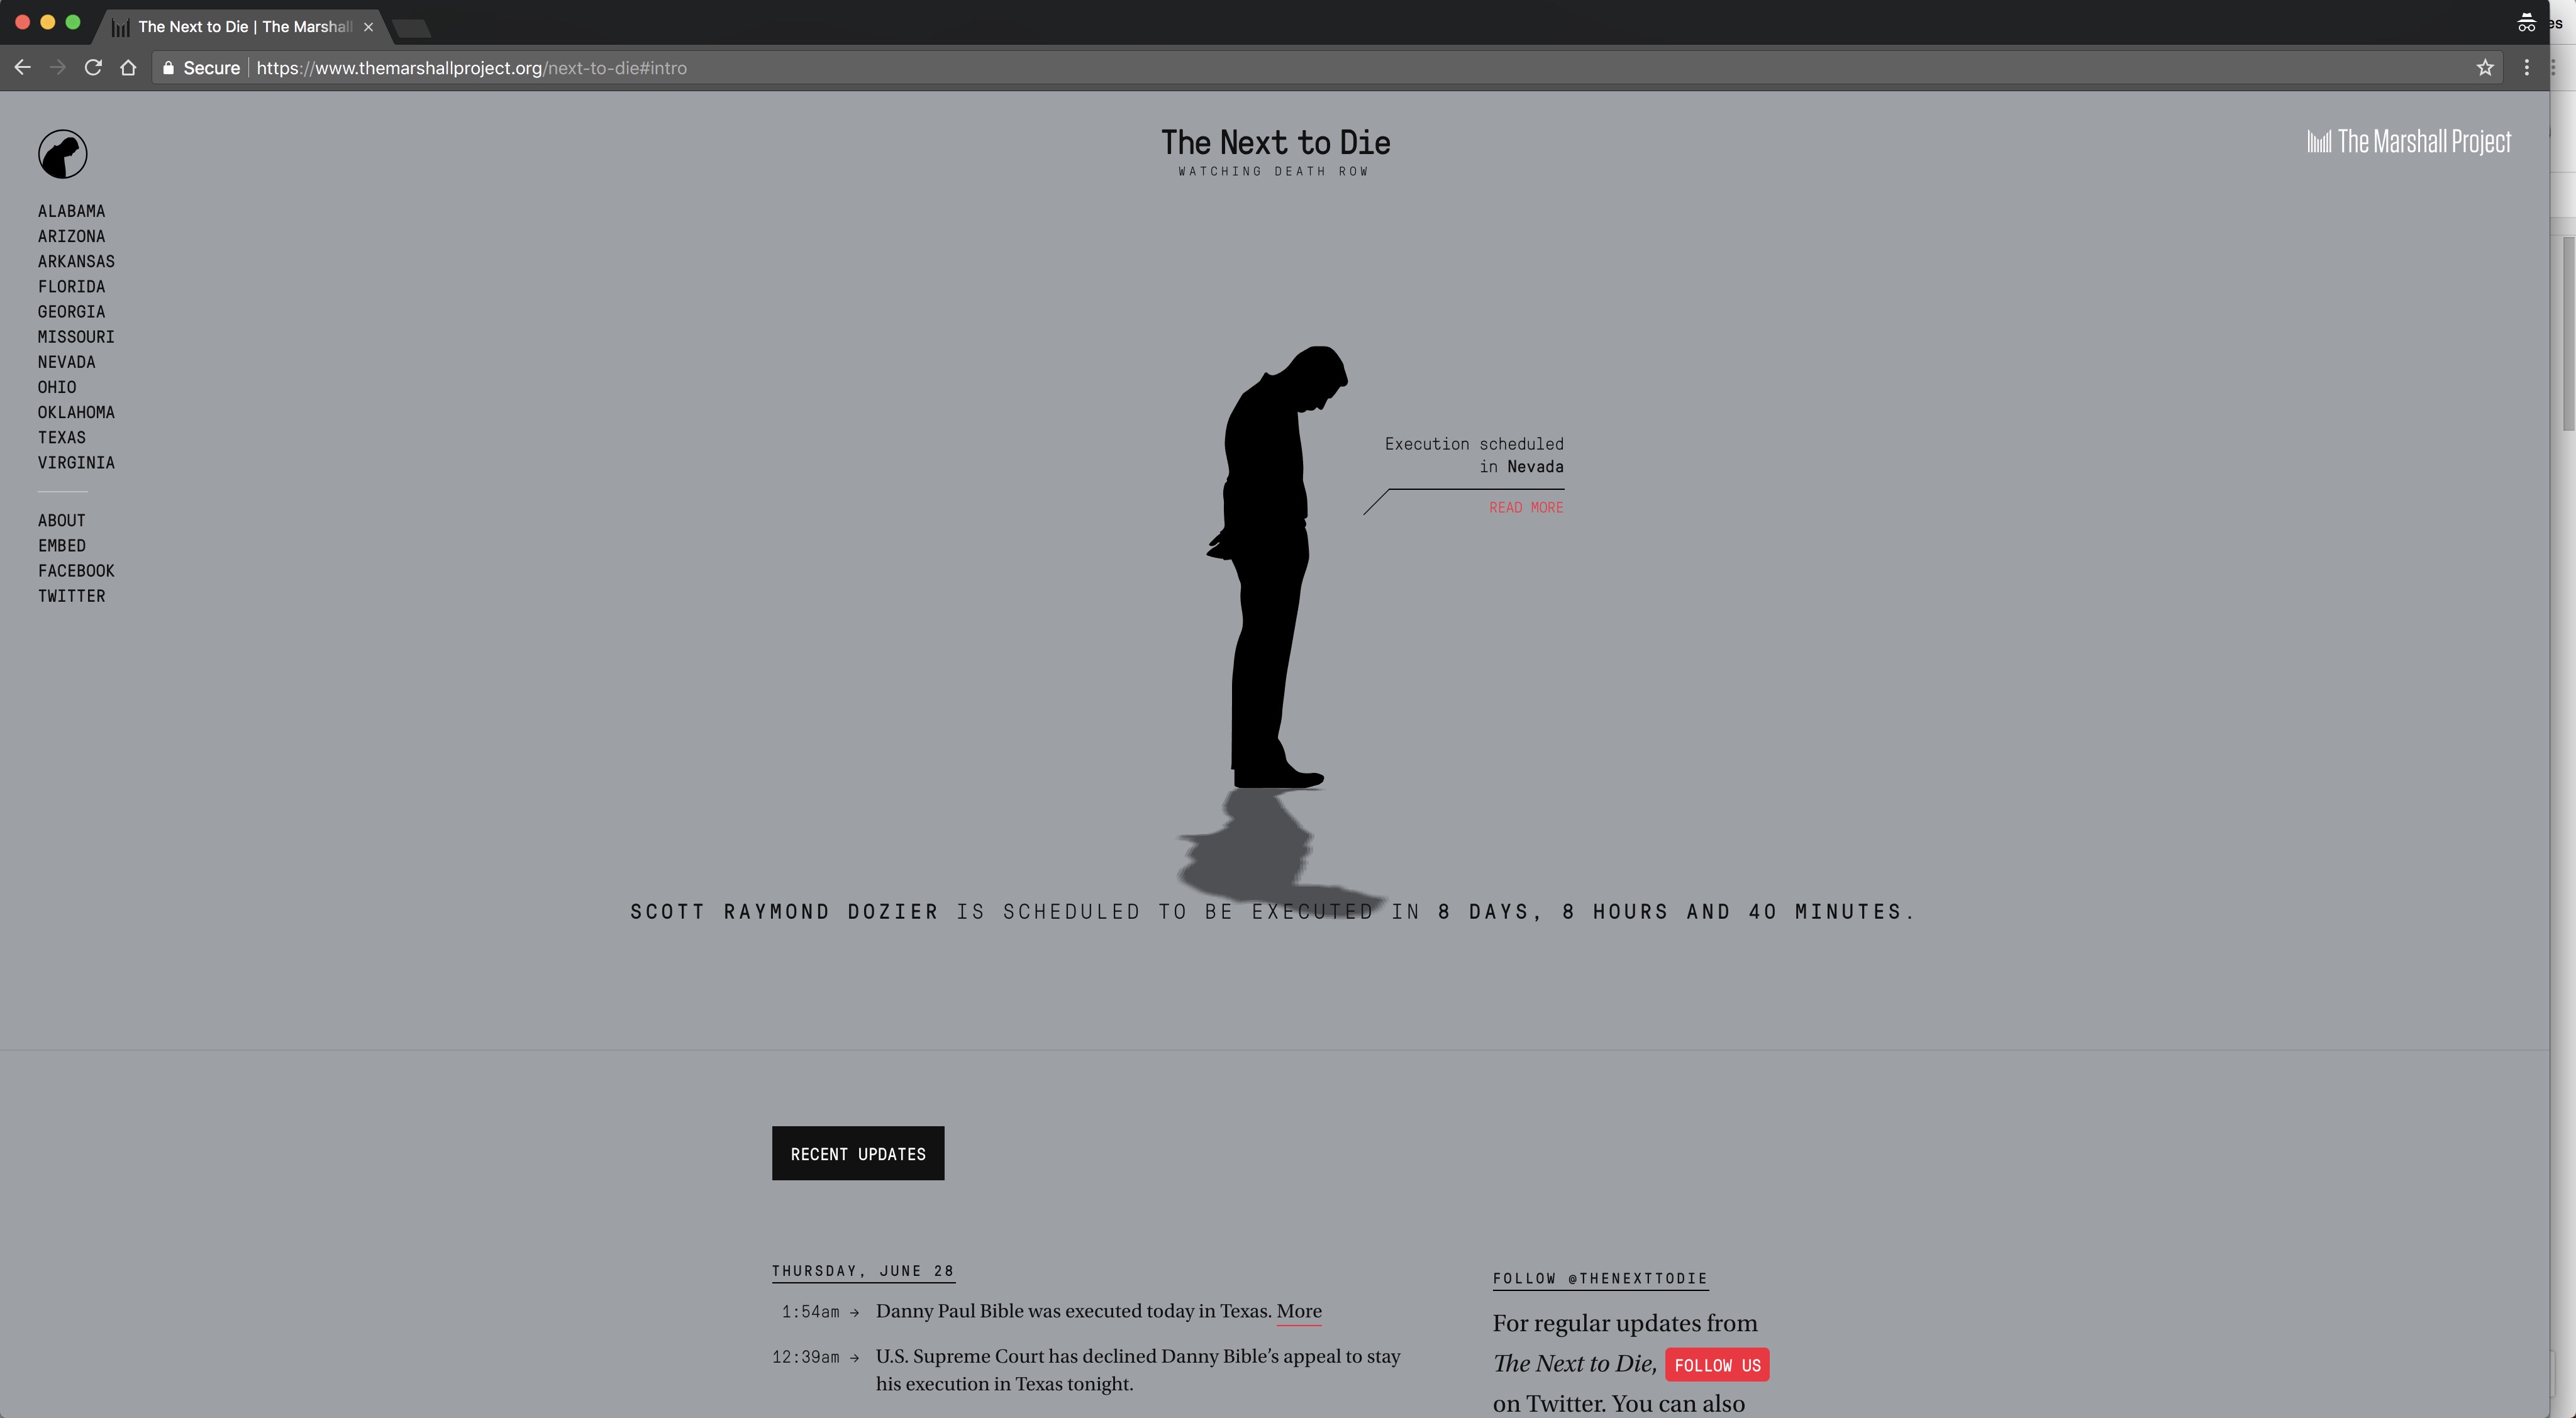 The Next to Die | The Marshall
es
Secure
https://www.themarshallproject.org/next-to-die#intro
The Next to Die
WATCHING DEATH ROW
The Marshall Project
ALABAMA
ARIZONA
ARKANSAS
FLORIDA
GEORGIA
MISSOURI
NEVADA
OHIO
OKLAHOMA
TEXAS
VIRGINIA
ABOUT
EMBED
FACEBOOK
TWITTER
Execution scheduled
in Nevada
READ MORE
SCOTT RAYMOND DOZIER IS SCHEDULED TO BE EXECUTED IN 8 DAYS, 8 HOURS AND 40 MINUTES.
RECENT UPDATES
THURSDAY, JUNE 28
1:54am → Danny Paul Bible was executed today in Texas. More
12:39am → U.S. Supreme Court has declined Danny Bible’s appeal to stay
his execution in Texas tonight.
FOLLOW @THENEXTTODIE
For regular updates from
The Next to Die, FOLLOW US
on Twitter. You can also